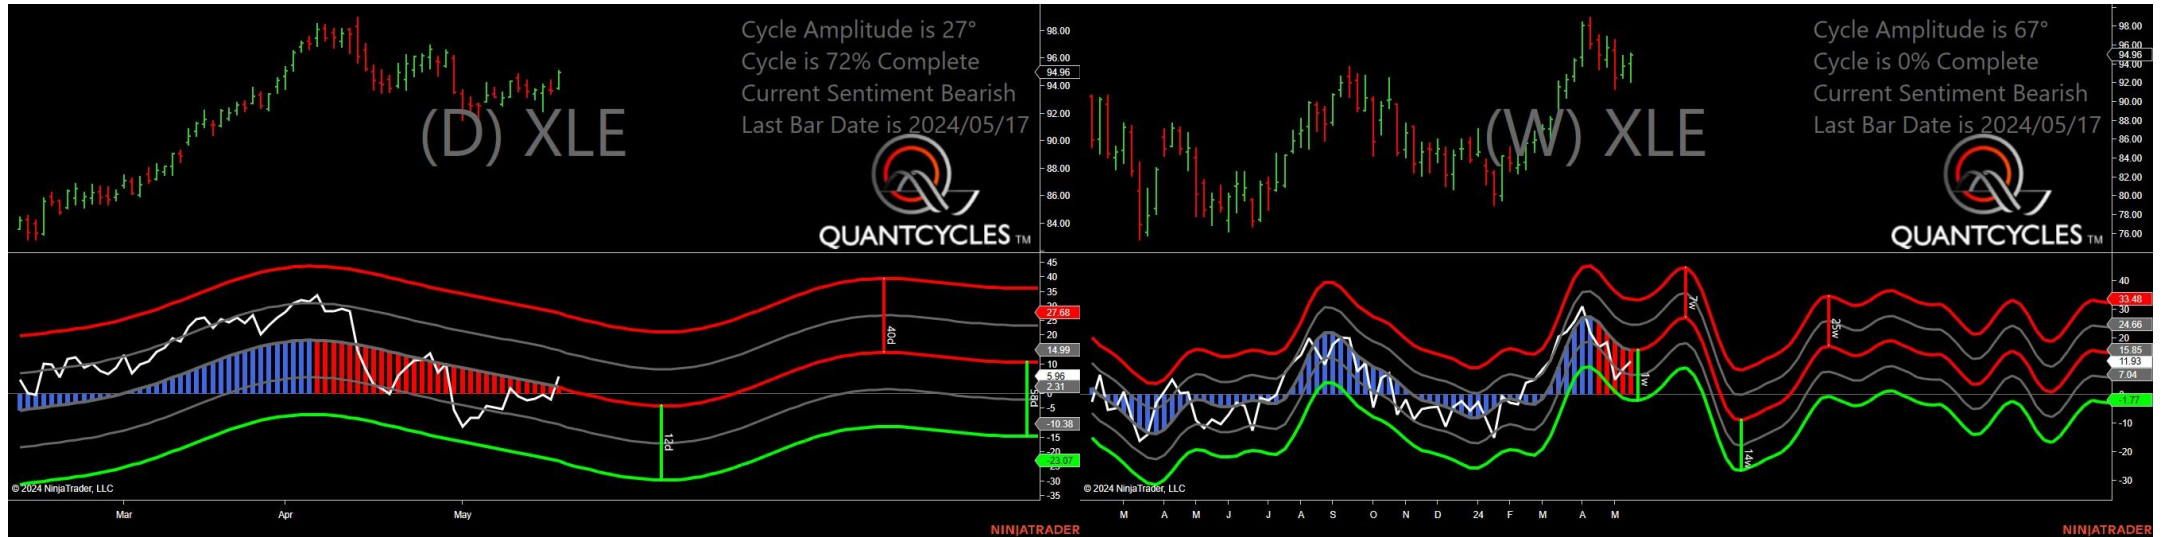 Cycle Amplitude is 27°
Cycle is 72% Complete
Current Sentiment Bearish
Last Bar Date is 2024/05/17
(D) XLE
QUANTCYCLES TM
98.00
96.00
94.96
94.00
92.00
90.00
88.00
86.00
84.00
45
40
35
27.68
25
20
14.99
10
5.96
2.31
-5
-10.38
-15
-20
-23.07
-30
-35
12d
40d
58d
© 2024 NinjaTrader, LLC
Mar Apr May
NINJATRADER
Cycle Amplitude is 67°
Cycle is 0% Complete
Current Sentiment Bearish
Last Bar Date is 2024/05/17
(W) XLE
QUANTCYCLES TM
98.00
96.00
94.96
94.00
92.00
90.00
88.00
86.00
84.00
82.00
80.00
78.00
76.00
40
33.48
30
24.66
20
15.85
11.93
7.04
-1.77
-10
-20
-30
1w
7w
14w
25w
© 2024 NinjaTrader, LLC
M A M J J A S O N D 24 F M A M
NINJATRADER